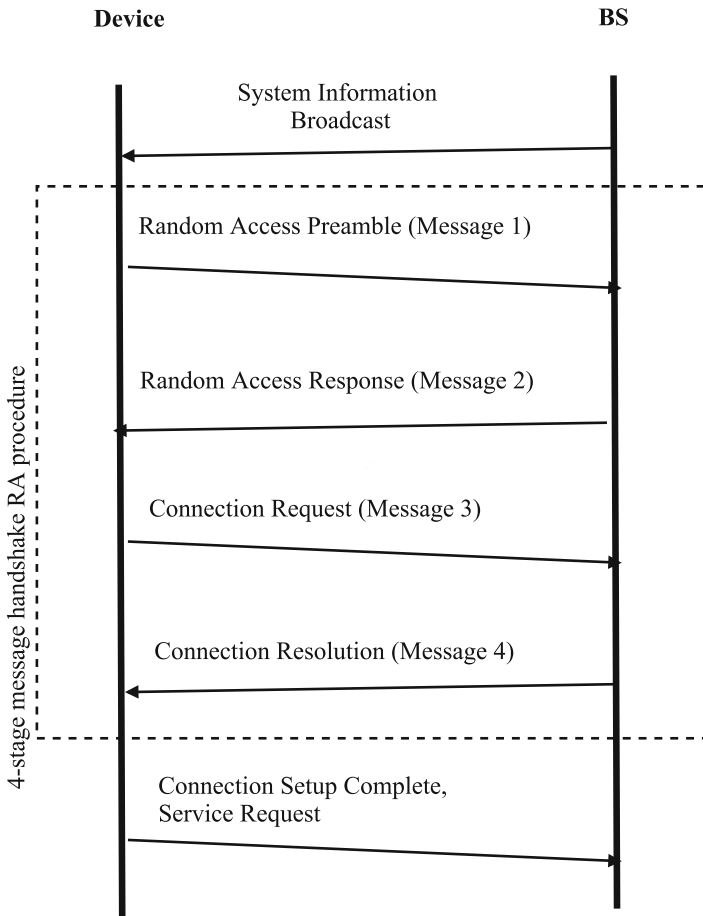 Device
BS
System Information
Broadcast
Random Access Preamble (Message 1)
Random Access Response (Message 2)
4-stage message handshake RA procedure
Connection Request (Message 3)
Connection Resolution (Message 4)
Connection Setup Complete,
Service Request